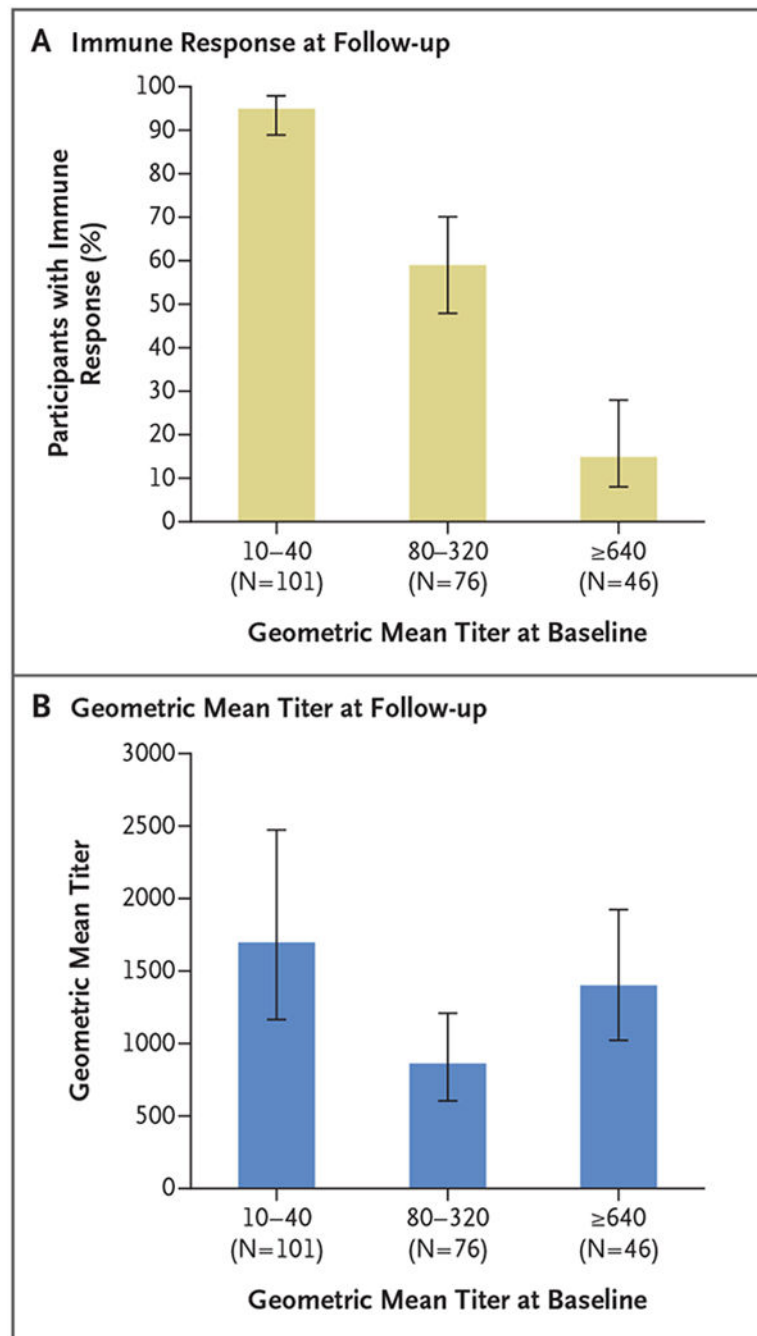 A Immune Response at Follow-up
Participants with Immune
Response (%)
100
90
80
70
60
50
40
30
20
10
0
10–40
(N=101)
80–320
(N=76)
≥640
(N=46)
Geometric Mean Titer at Baseline
B Geometric Mean Titer at Follow-up
Geometric Mean Titer
3000
2500
2000
1500
1000
500
0
10–40
(N=101)
80–320
(N=76)
≥640
(N=46)
Geometric Mean Titer at Baseline